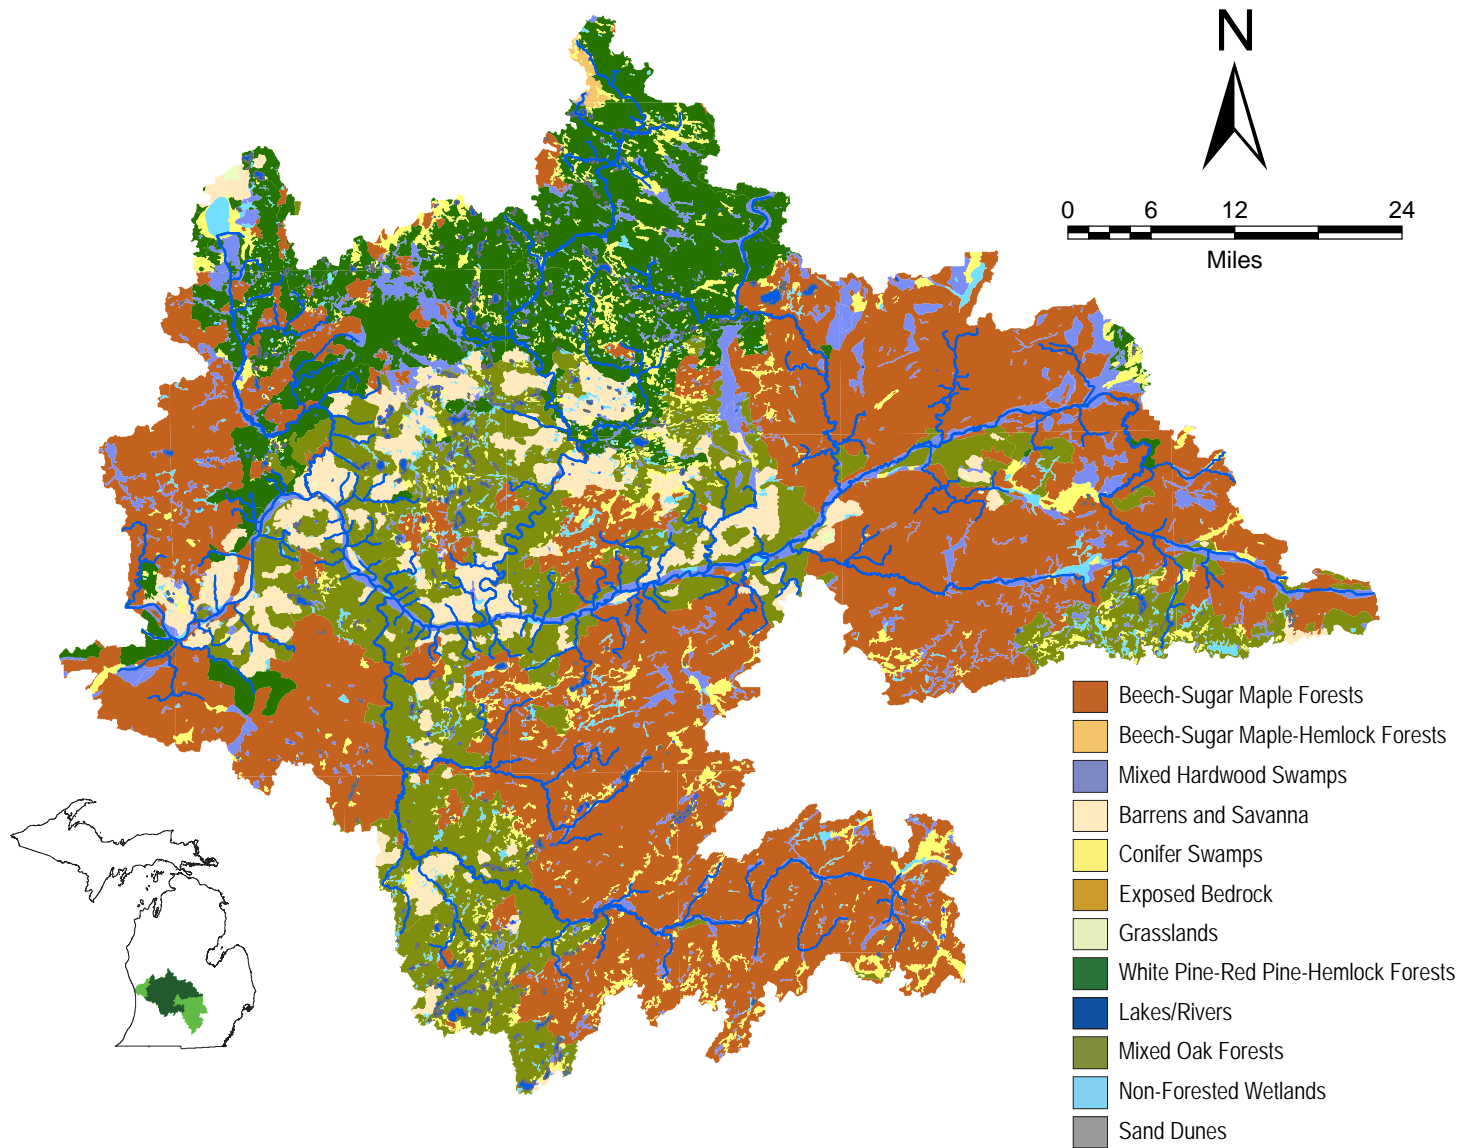 N
0 6 12 24
Miles
Beech-Sugar Maple Forests
Beech-Sugar Maple-Hemlock Forests
Mixed Hardwood Swamps
Barrens and Savanna
Conifer Swamps
Exposed Bedrock
Grasslands
White Pine-Red Pine-Hemlock Forests
Lakes/Rivers
Mixed Oak Forests
Non-Forested Wetlands
Sand Dunes